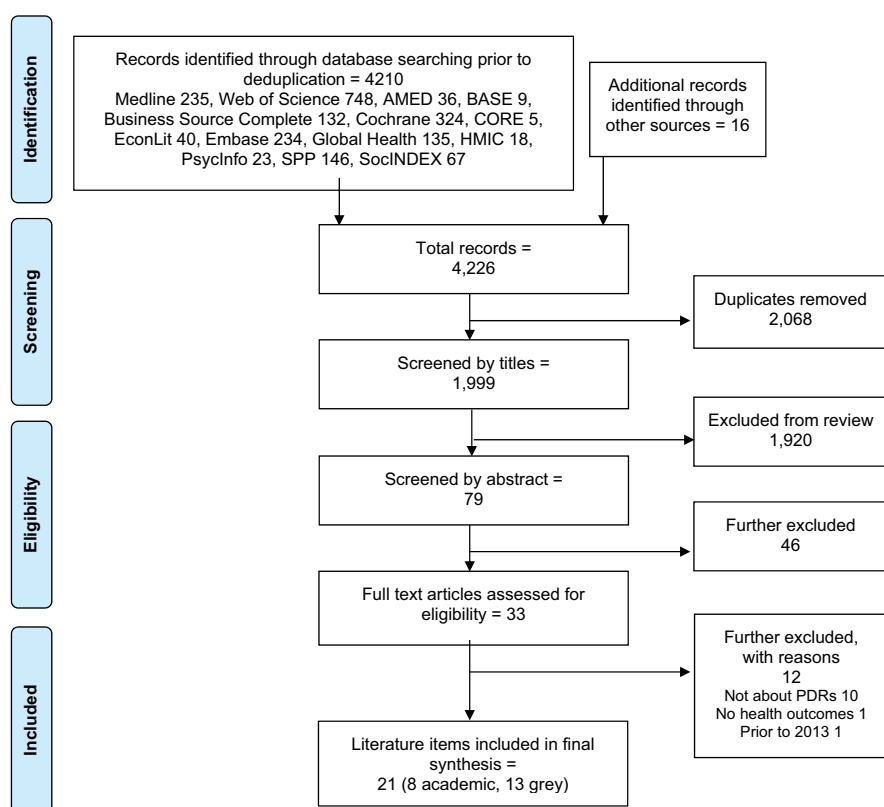 Identification
Records identified through database searching prior to
deduplication = 4210
Medline 235, Web of Science 748, AMED 36, BASE 9,
Business Source Complete 132, Cochrane 324, CORE 5,
EconLit 40, Embase 234, Global Health 135, HMIC 18,
PsycInfo 23, SPP 146, SocINDEX 67
Additional records
identified through
other sources = 16
Screening
Total records =
4,226
Duplicates removed
2,068
Screened by titles =
1,999
Excluded from review
1,920
Eligibility
Screened by abstract =
79
Further excluded
46
Full text articles assessed for
eligibility = 33
Included
Further excluded,
with reasons
12
Not about PDRs 10
No health outcomes 1
Prior to 2013 1
Literature items included in final
synthesis =
21 (8 academic, 13 grey)